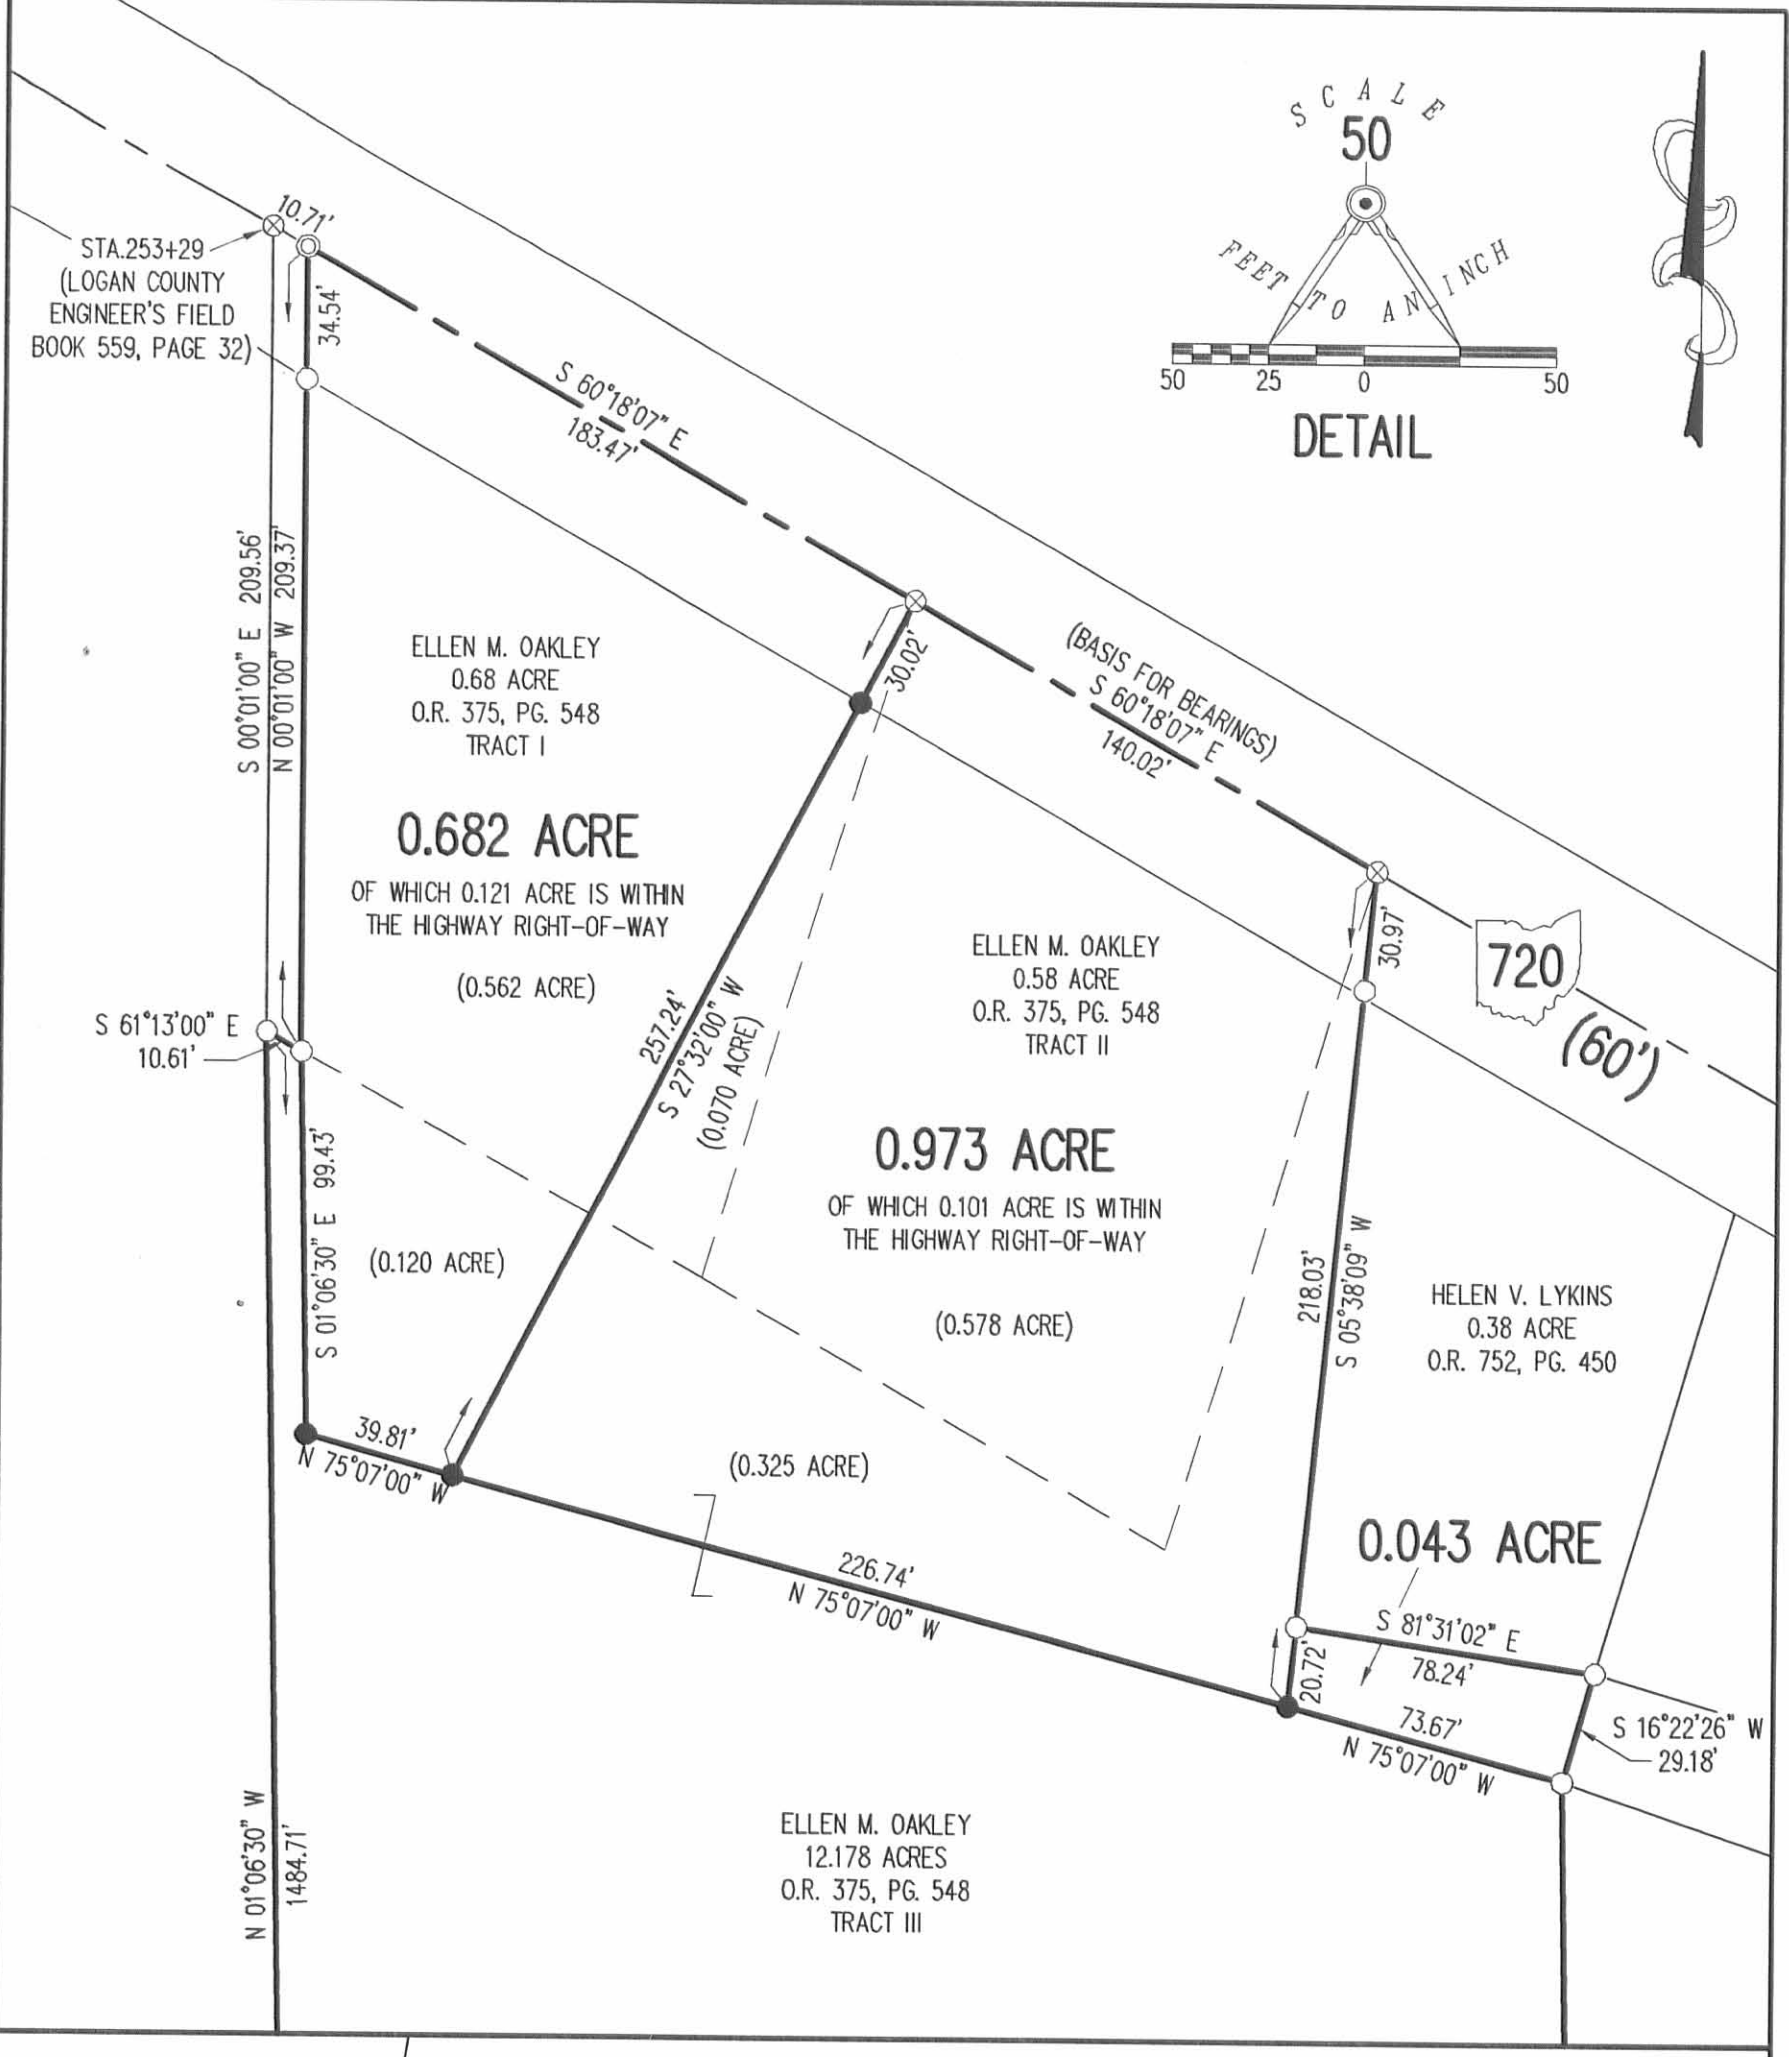 SCALE
50
FEET TO AN INCH
50 25 0 50
DETAIL
10.71'
STA.253+29
(LOGAN COUNTY
ENGINEER'S FIELD
BOOK 559, PAGE 32)
34.54'
S 60°18'07" E
183.47'
S 00°01'00" E 209.56'
N 00°01'00" W 209.37'
ELLEN M. OAKLEY
0.68 ACRE
O.R. 375, PG. 548
TRACT I
0.682 ACRE
OF WHICH 0.121 ACRE IS WITHIN
THE HIGHWAY RIGHT-OF-WAY
(0.562 ACRE)
30.02'
(BASIS FOR BEARINGS)
S 60°18'07" E
140.02'
30.97'
720
(60')
ELLEN M. OAKLEY
0.58 ACRE
O.R. 375, PG. 548
TRACT II
257.24'
S 27°32'00" W
(0.070 ACRE)
S 61°13'00" E
10.61'
0.973 ACRE
OF WHICH 0.101 ACRE IS WITHIN
THE HIGHWAY RIGHT-OF-WAY
(0.578 ACRE)
S 01°06'30" E 99.43'
(0.120 ACRE)
218.03'
S 05°38'09" W
HELEN V. LYKINS
0.38 ACRE
O.R. 752, PG. 450
39.81'
N 75°07'00" W
(0.325 ACRE)
226.74'
N 75°07'00" W
0.043 ACRE
S 81°31'02" E
78.24'
20.72'
73.67'
N 75°07'00" W
S 16°22'26" W
29.18'
N 01°06'30" W
1484.71'
ELLEN M. OAKLEY
12.178 ACRES
O.R. 375, PG. 548
TRACT III